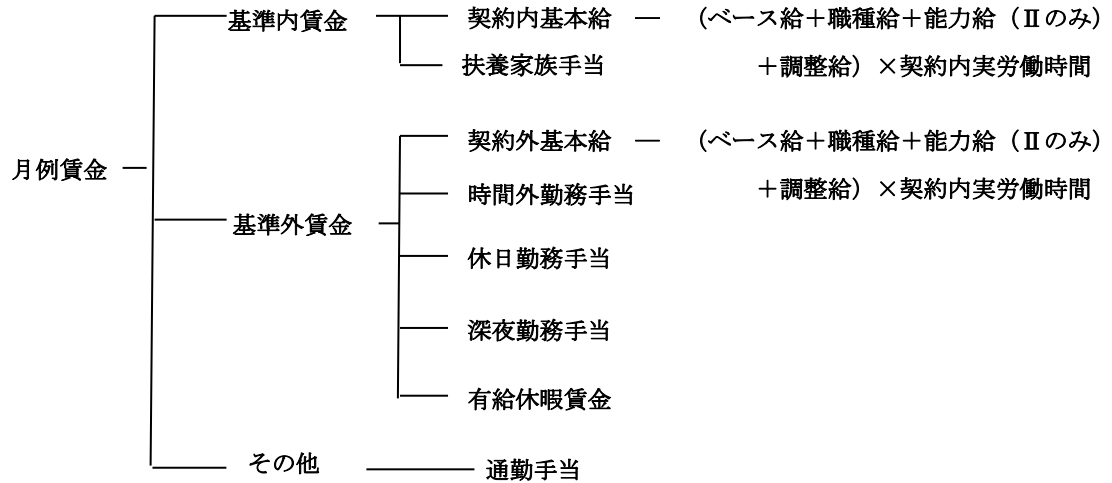 基準内賃金 ― 契約内基本給 ― (ベース給＋職種給＋能力給（Ⅱのみ)
扶養家族手当 ＋調整給）×契約内実労働時間
契約外基本給 ― (ベース給＋職種給＋能力給（Ⅱのみ)
月例賃金
時間外勤務手当 ＋調整給）×契約内実労働時間
基準外賃金
休日勤務手当
深夜勤務手当
有給休暇賃金
その他 通勤手当